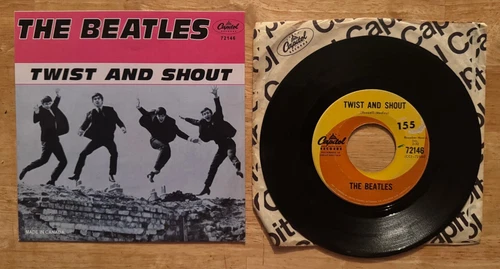 THE BEATLES
Capitol
72146
TWIST AND SHOUT
MADE IN CANADA
Capitol
TWIST AND SHOUT
155
Capitol
72146
THE BEATLES